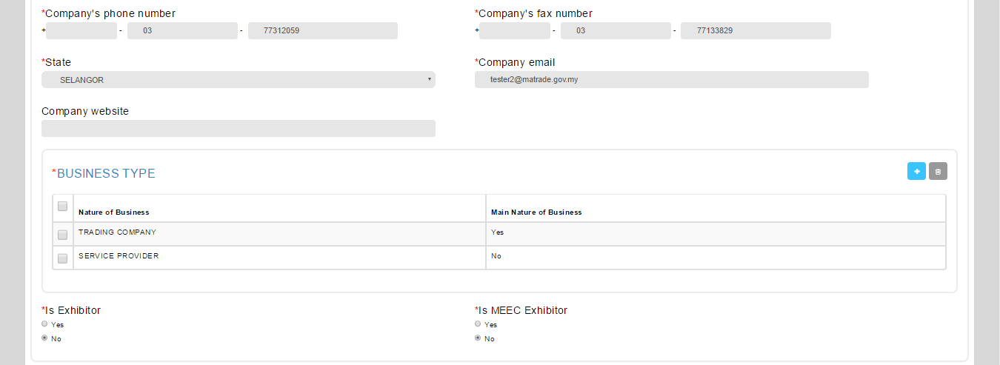 *Company's phone number
*Company's fax number
+ - 03 - 77312059
+ - 03 - 77133829
*State
*Company email
SELANGOR
tester2@matrade.gov.my
Company website
*BUSINESS TYPE
Nature of Business
Main Nature of Business
TRADING COMPANY
Yes
SERVICE PROVIDER
No
*Is Exhibitor
*Is MEEC Exhibitor
Yes
Yes
No
No